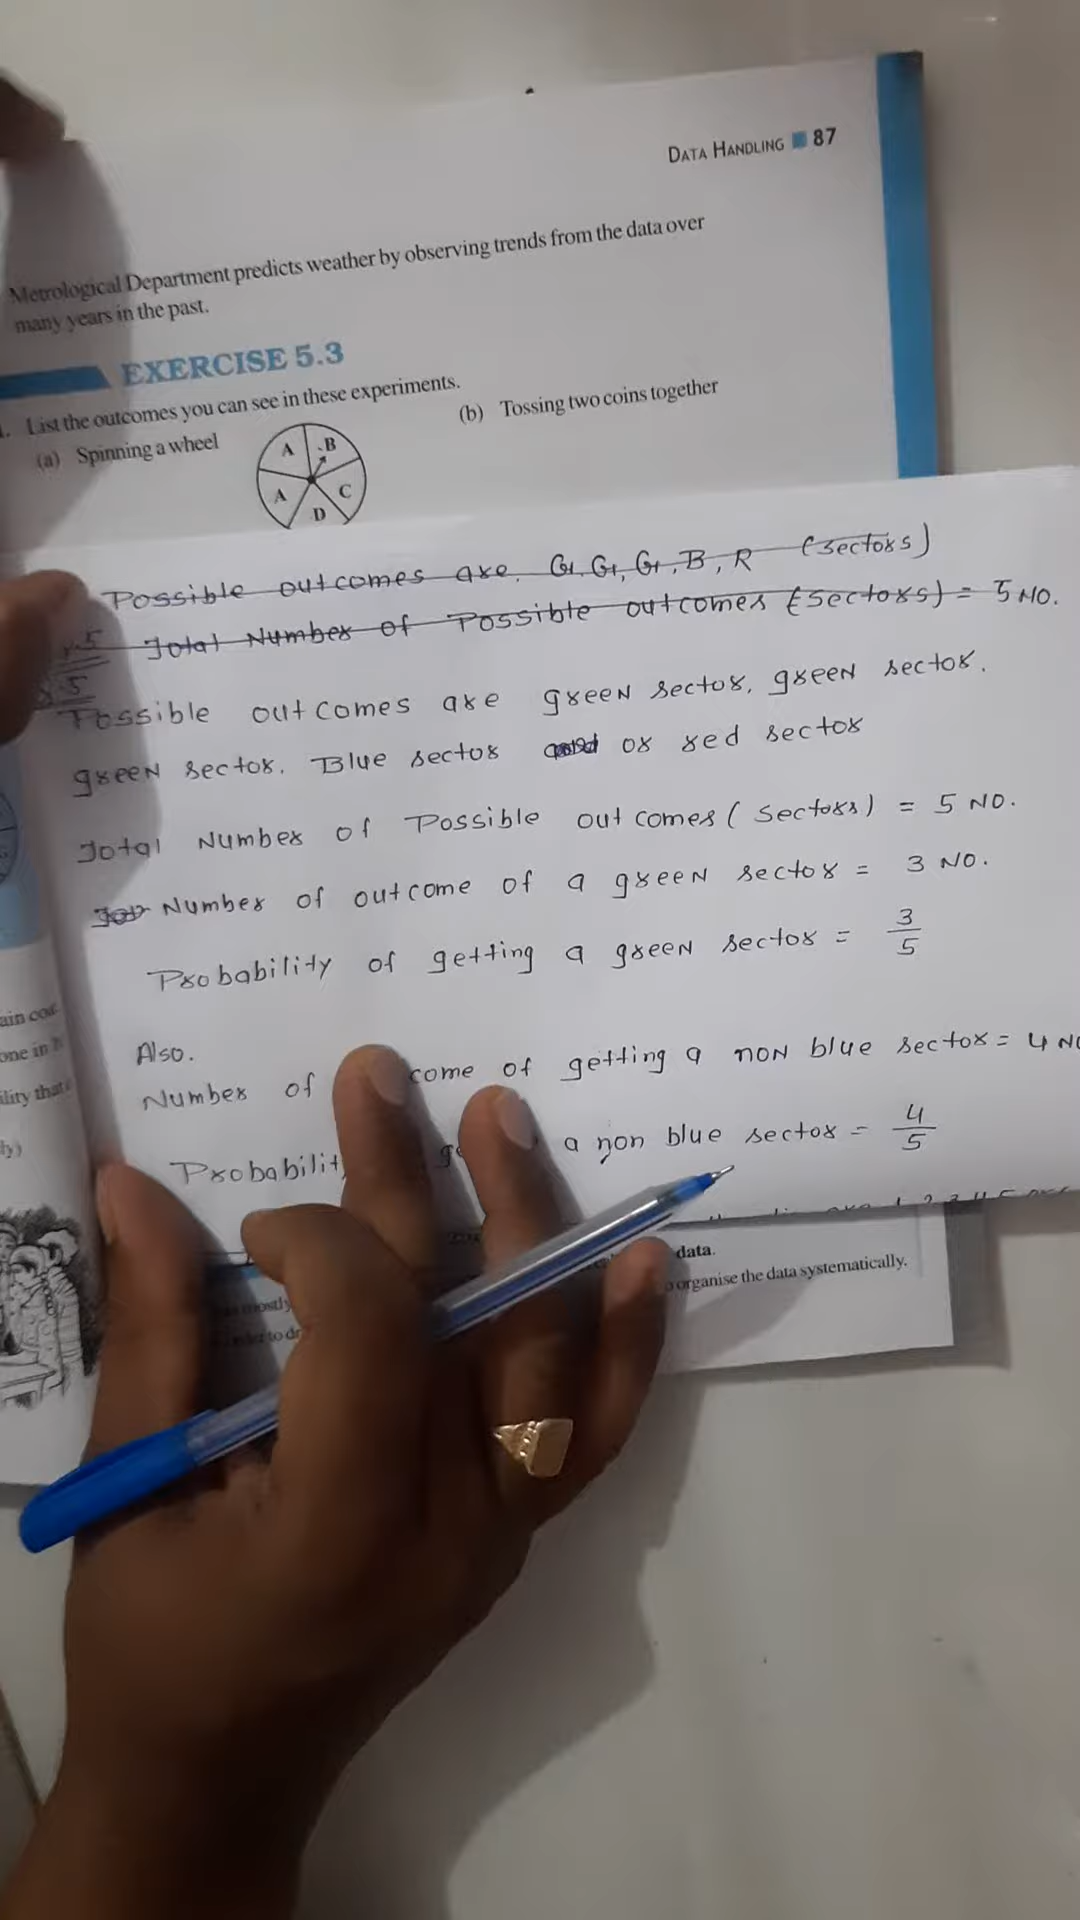 DATA HANDLING 87
Metrological Department predicts weather by observing trends from the data over
many years in the past.
EXERCISE 5.3
List the outcomes you can see in these experiments.
(a) Spinning a wheel
(b) Tossing two coins together
A B
A C
D
Possible outcomes are. G, G, G, B, R (sectors)
Total Number of Possible outcomes (sectors) = 5 NO.
Possible outcomes are green sector, green sector.
green sector. Blue sector or red sector
Total Number of Possible outcomes (sectors) = 5 NO.
Number of outcome of a green sector = 3 NO.
Probability of getting a green sector = 3/5
Also.
Number of come of getting a non blue sector = 4
a non blue sector = 4/5
data.
organise the data systematically.
mostly